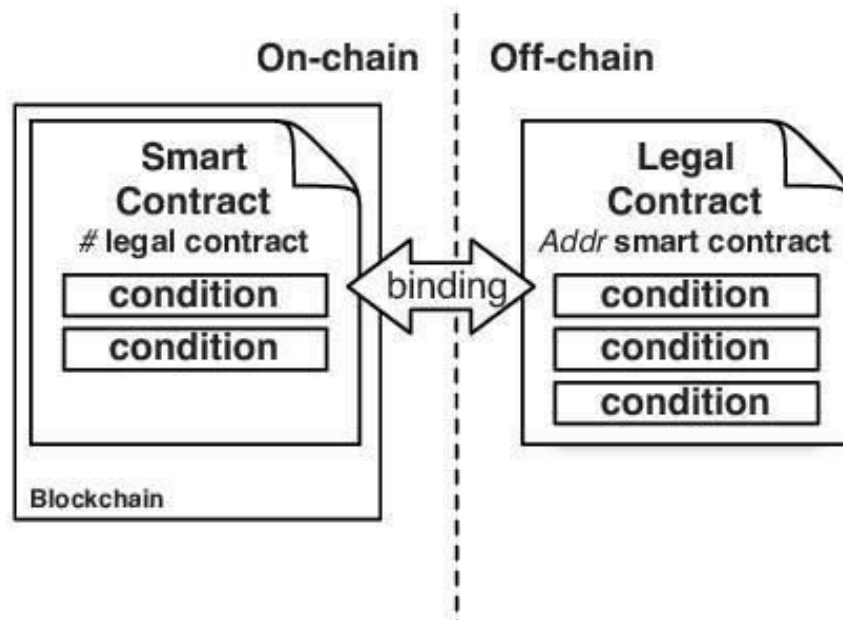 On-chain
Off-chain
Smart
Contract
# legal contract
condition
condition
Blockchain
binding
Legal
Contract
Addr smart contract
condition
condition
condition